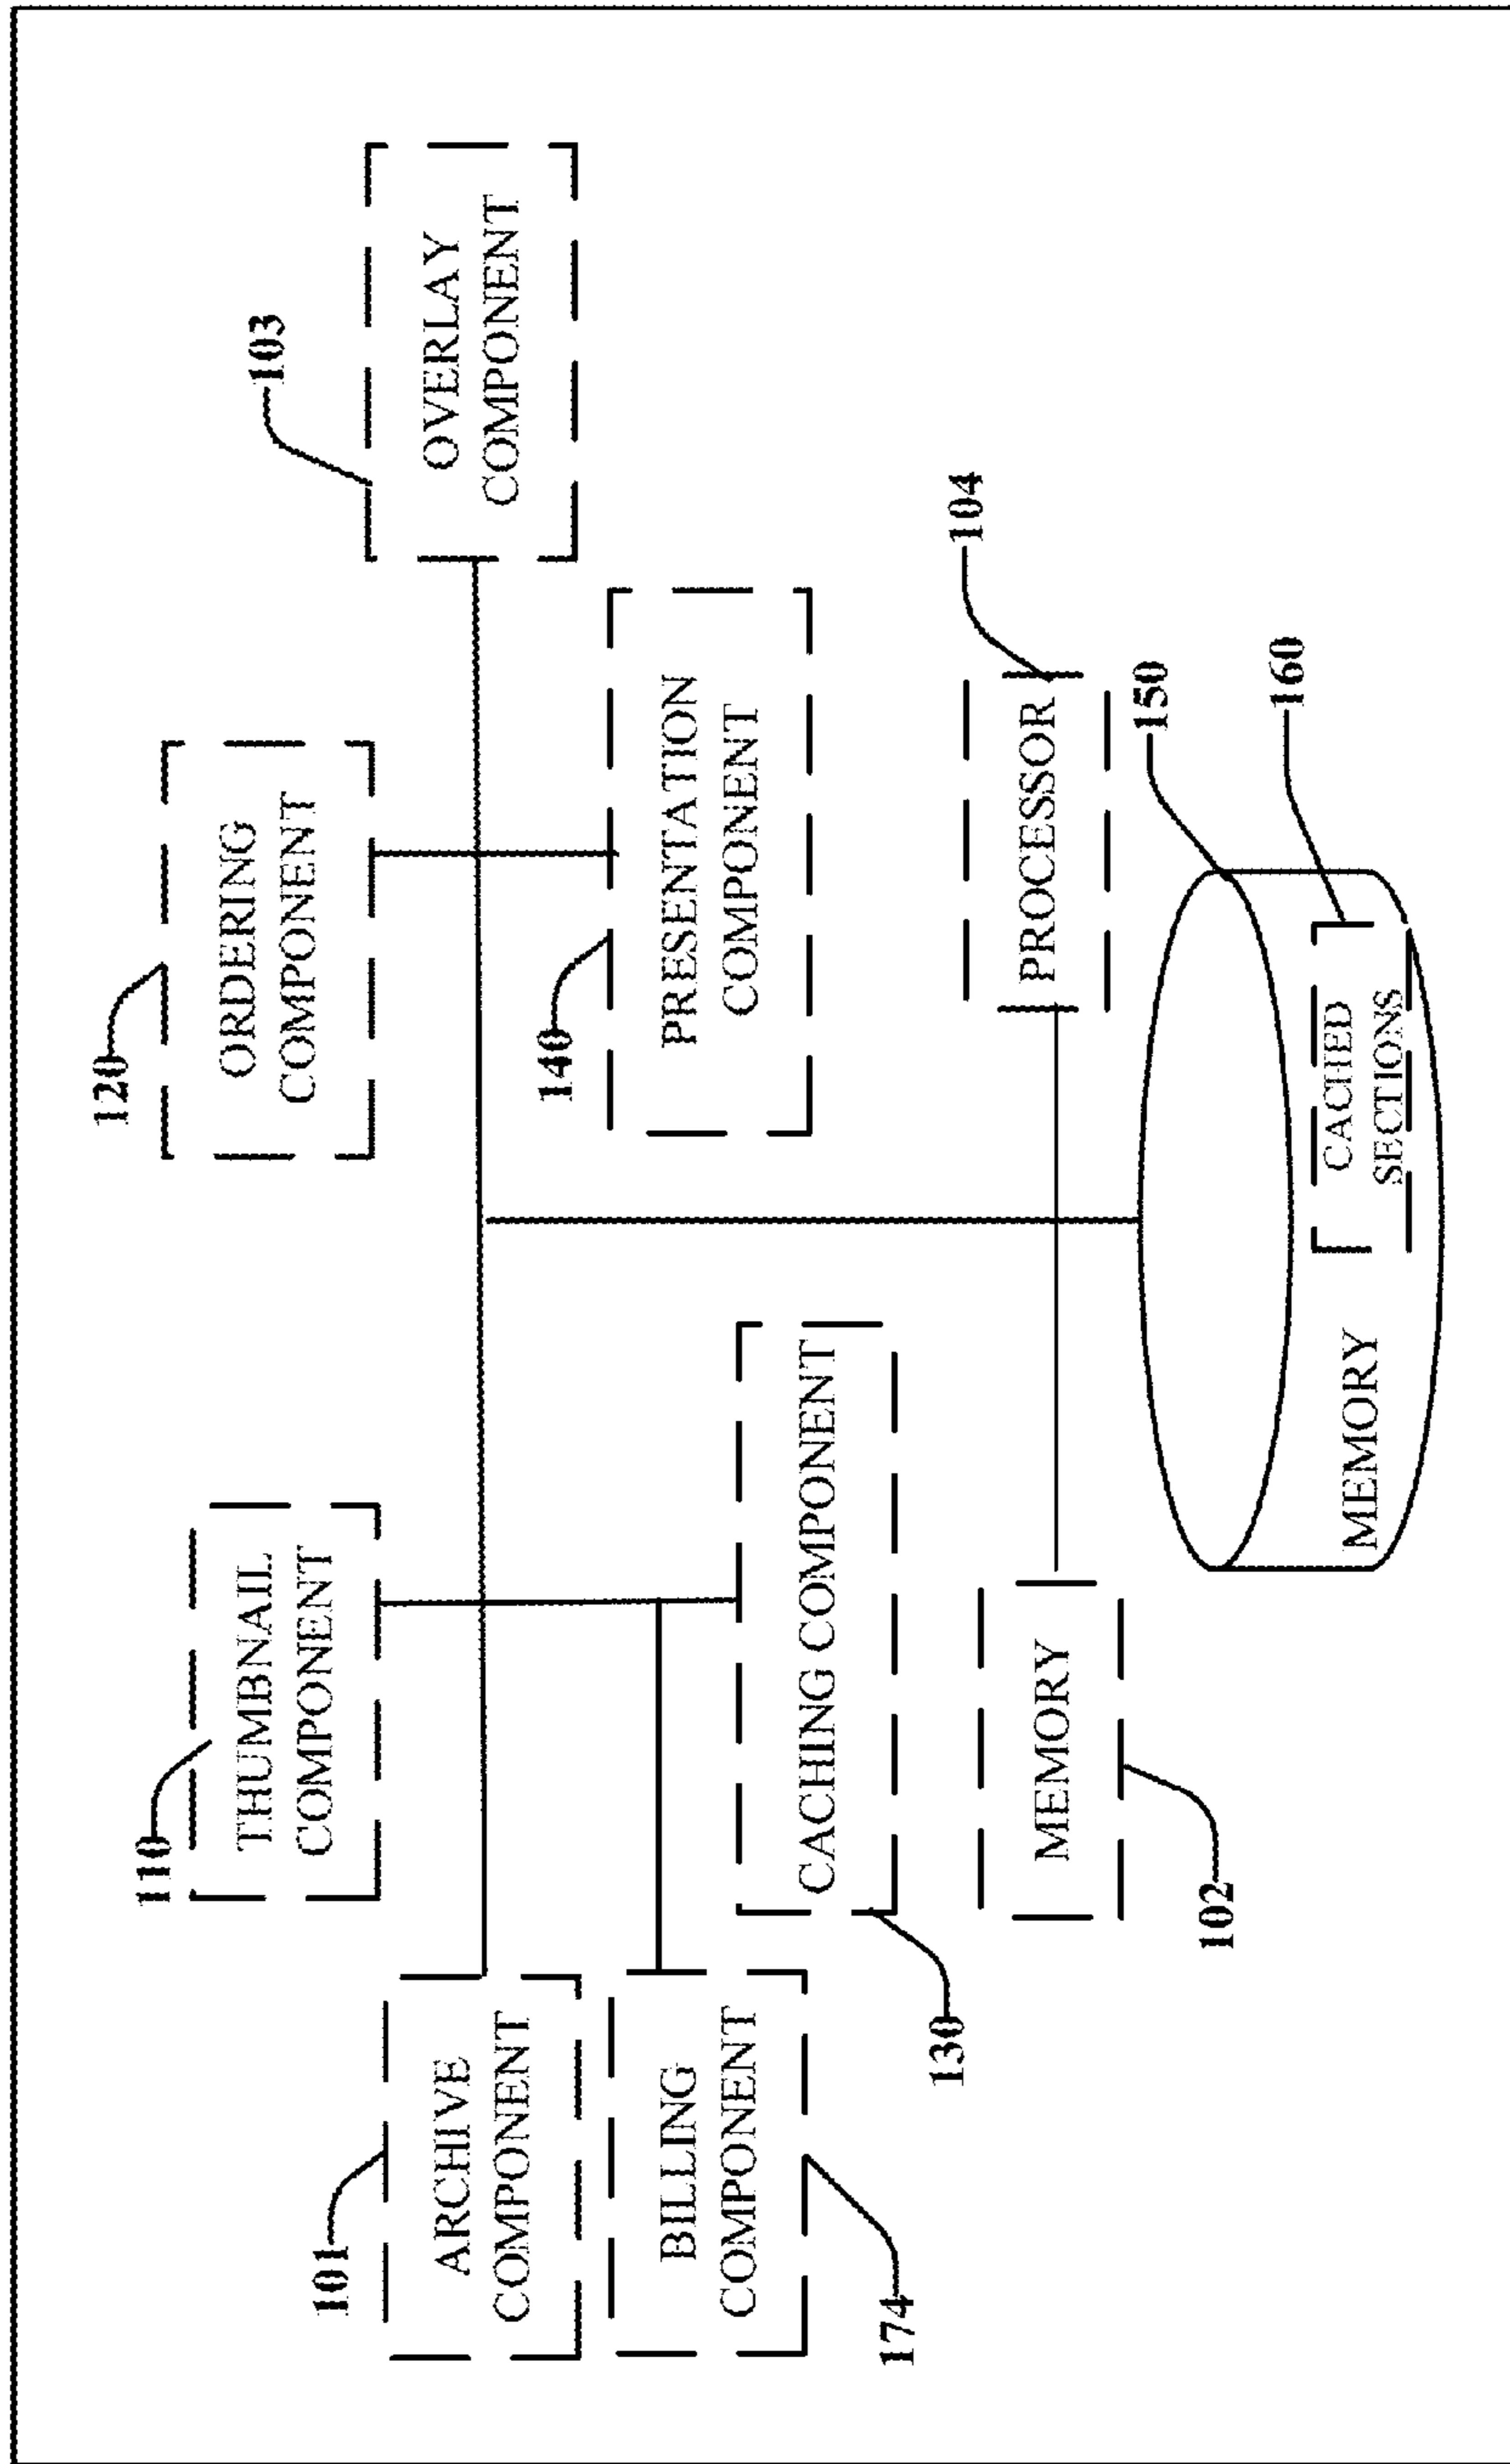 120
ORDERING
COMPONENT
110
THUMBNAIL
COMPONENT
103
OVERLAY
COMPONENT
101
ARCHIVE
COMPONENT
140
PRESENTATION
COMPONENT
BILLING
COMPONENT
174
CACHING COMPONENT
130
104
PROCESSOR
MEMORY
102
150
160
CACHED
SECTIONS
MEMORY